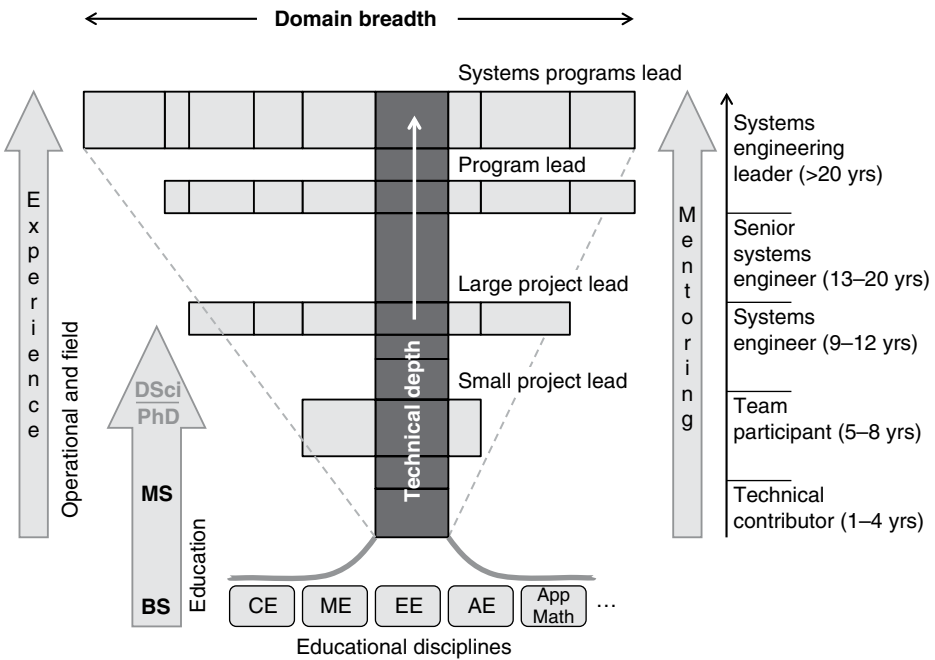 Domain breadth
Systems programs lead
Program lead
Large project lead
Small project lead
Technical depth
Experience
Operational and field
DSci
PhD
MS
BS
Education
Mentoring
Systems
engineering
leader (>20 yrs)
Senior
systems
engineer (13–20 yrs)
Systems
engineer (9–12 yrs)
Team
participant (5–8 yrs)
Technical
contributor (1–4 yrs)
CE
ME
EE
AE
App
Math
...
Educational disciplines